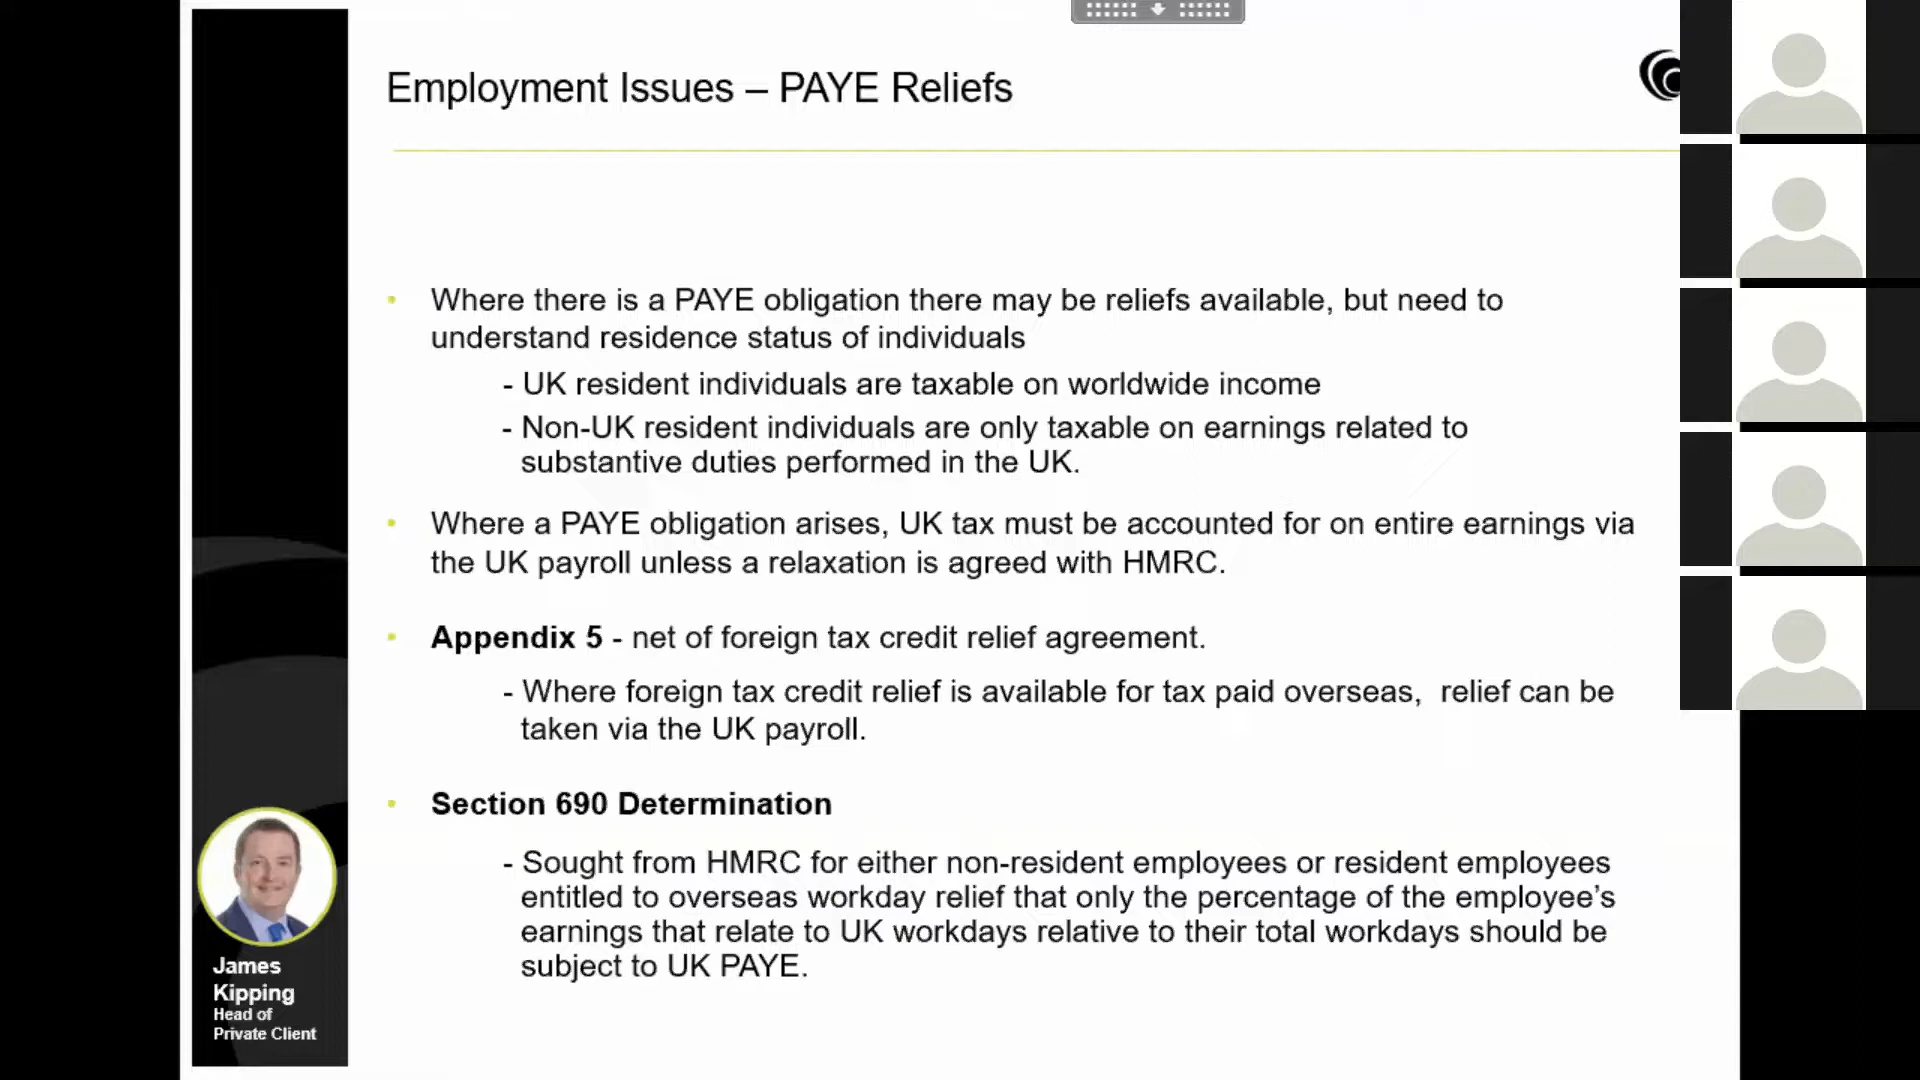 Employment Issues – PAYE Reliefs
• Where there is a PAYE obligation there may be reliefs available, but need to
understand residence status of individuals
- UK resident individuals are taxable on worldwide income
- Non-UK resident individuals are only taxable on earnings related to
substantive duties performed in the UK.
• Where a PAYE obligation arises, UK tax must be accounted for on entire earnings via
the UK payroll unless a relaxation is agreed with HMRC.
• Appendix 5 - net of foreign tax credit relief agreement.
- Where foreign tax credit relief is available for tax paid overseas,  relief can be
taken via the UK payroll.
• Section 690 Determination
- Sought from HMRC for either non-resident employees or resident employees
entitled to overseas workday relief that only the percentage of the employee’s
earnings that relate to UK workdays relative to their total workdays should be
subject to UK PAYE.
James
Kipping
Head of
Private Client